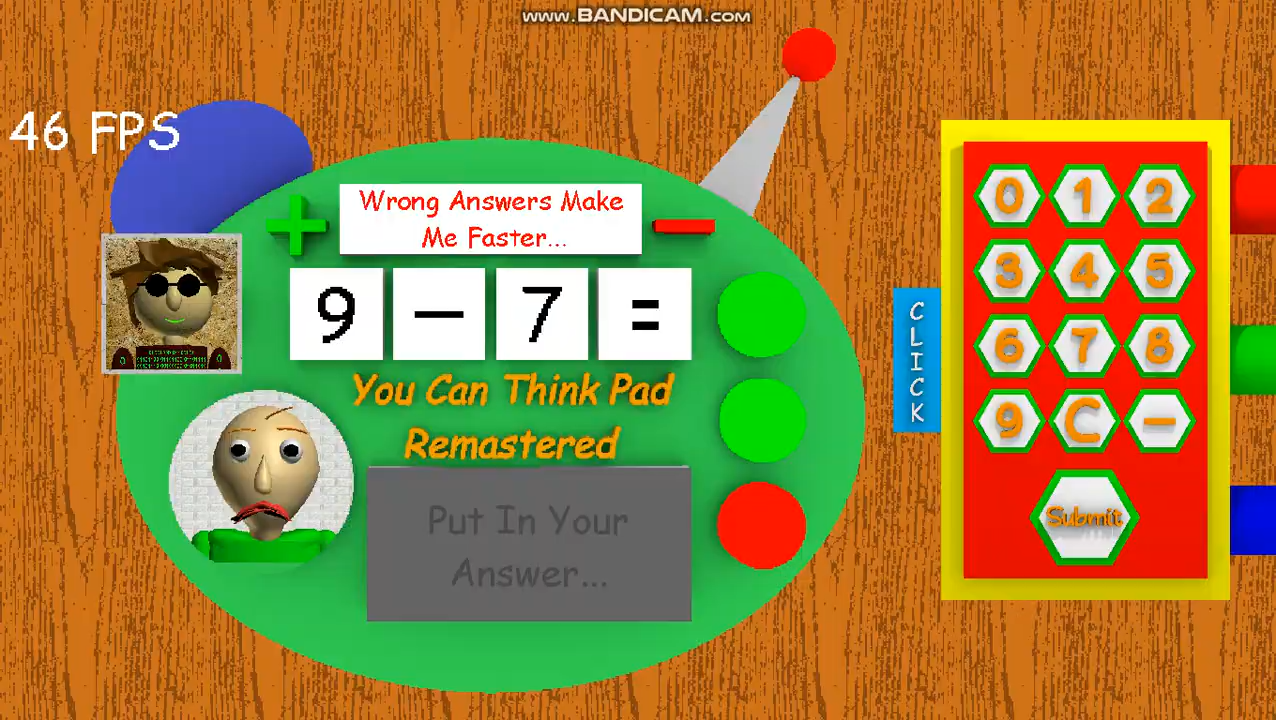 www.BANDICAM.com
46 FPS
Wrong Answers Make
Me Faster...
9 − 7 =
You Can Think Pad
Remastered
Put In Your
Answer...
CLICK
0 1 2
3 4 5
6 7 8
9 C −
Submit